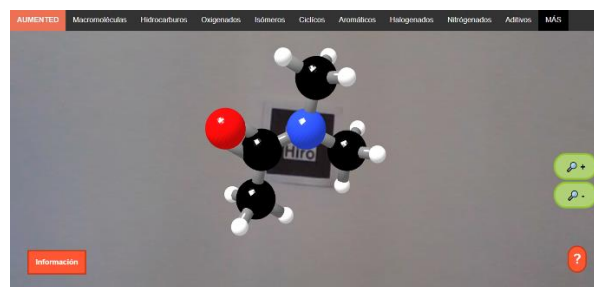 AUMENTED Macromoléculas Hidrocarburos Oxigenados Isómeros Cíclicos Aromáticos Halogenados Nitrógenados Aditivos MÁS
Hiro
+
-
Información
?